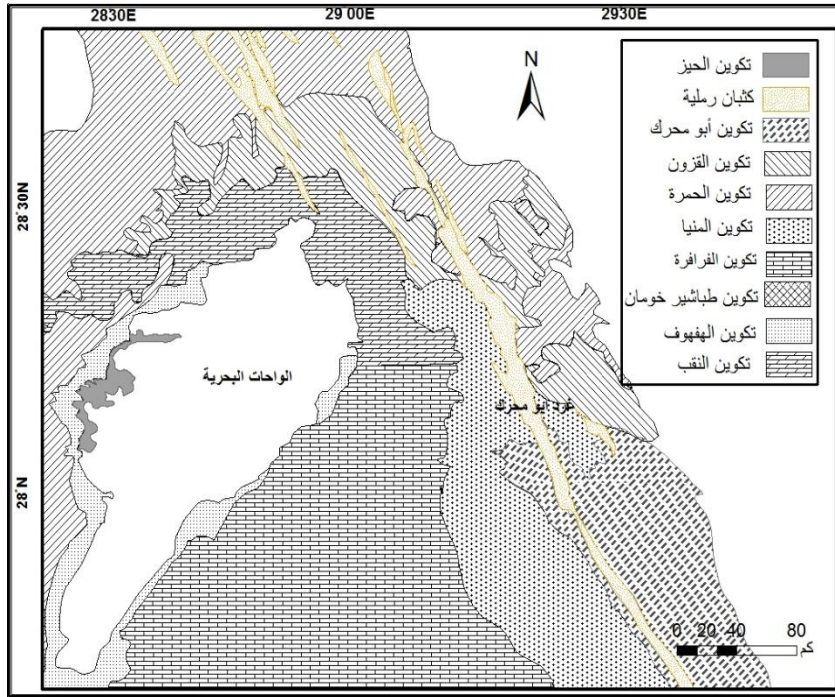 2830E
29°00E
2930E
N
تكوين الحيز
كثبان رملية
تكوين أبو محرك
تكوين القزون
تكوين الحمرة
تكوين المنيا
تكوين الفرافرة
تكوين طباشير خومان
تكوين الهفهوف
تكوين النقب
28°30N
28°N
الواحات البحرية
غرد أبو محرك
0 20 40 80
كم